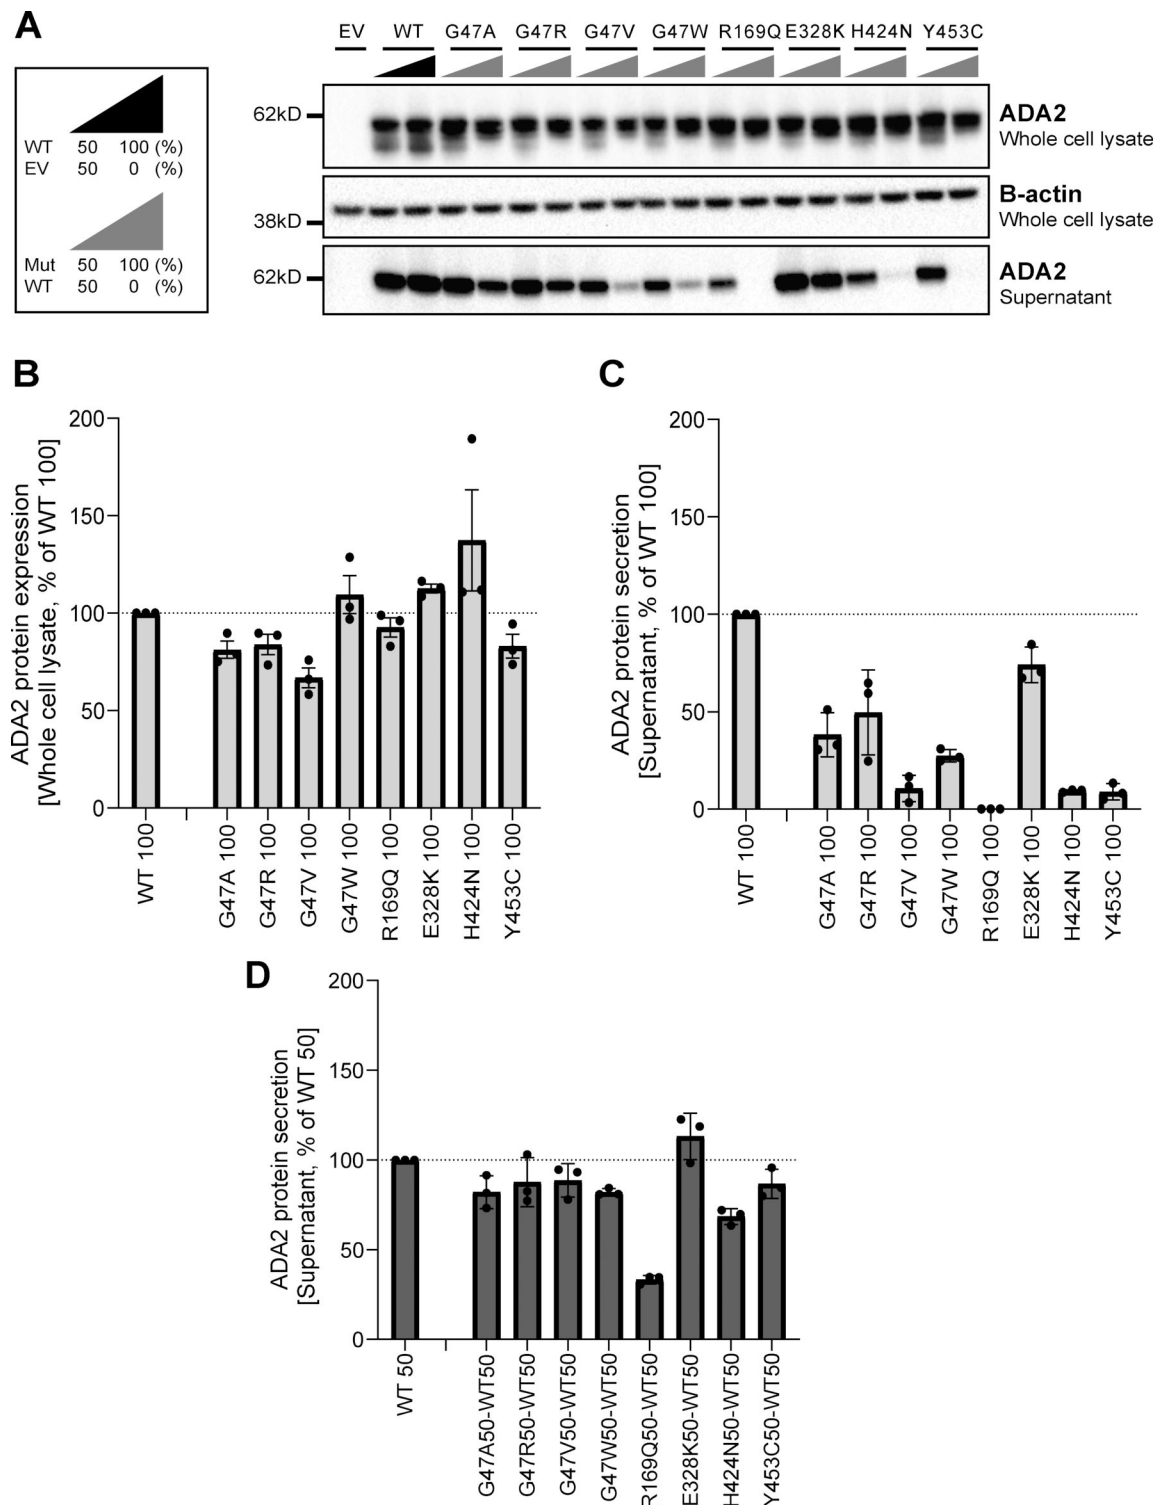 A
EV WT G47A G47R G47V G47W R169Q E328K H424N Y453C
WT 50 100 (%)
EV 50 0 (%)
Mut 50 100 (%)
WT 50 0 (%)
62kD
ADA2
Whole cell lysate
38kD
B-actin
Whole cell lysate
62kD
ADA2
Supernatant
B
ADA2 protein expression
[Whole cell lysate, % of WT 100]
200
150
100
50
0
WT 100
G47A 100
G47R 100
G47V 100
G47W 100
R169Q 100
E328K 100
H424N 100
Y453C 100
C
ADA2 protein secretion
[Supernatant, % of WT 100]
200
150
100
50
0
WT 100
G47A 100
G47R 100
G47V 100
G47W 100
R169Q 100
E328K 100
H424N 100
Y453C 100
D
ADA2 protein secretion
[Supernatant, % of WT 50]
200
150
100
50
0
WT 50
G47A50-WT50
G47R50-WT50
G47V50-WT50
G47W50-WT50
R169Q50-WT50
E328K50-WT50
H424N50-WT50
Y453C50-WT50